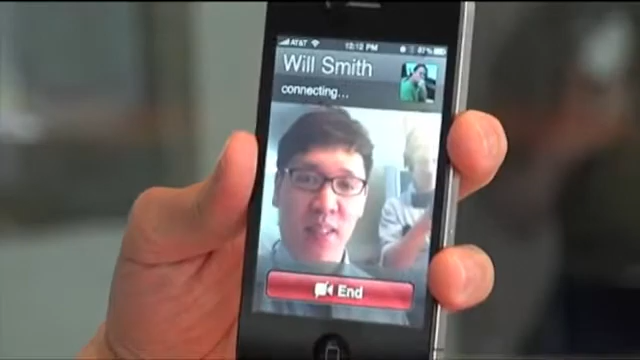 AT&T 12:12 PM 87%
Will Smith
connecting...
End